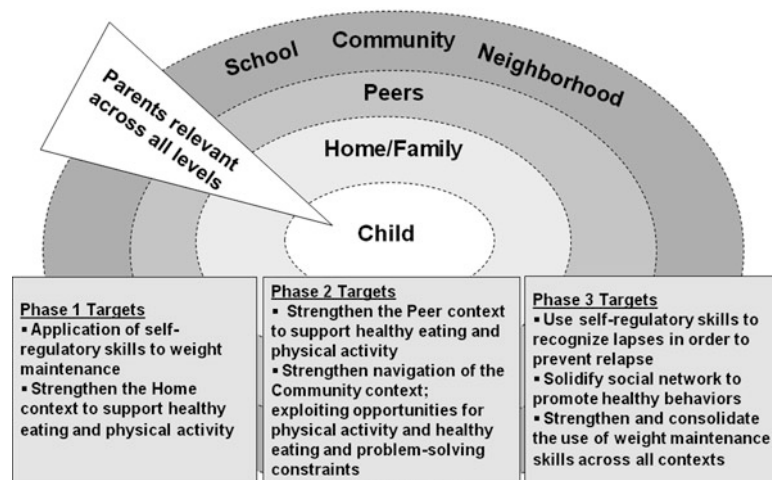 School Community Neighborhood
Parents relevant
across all levels
Peers
Home/Family
Child
Phase 1 Targets
▪ Application of self-
regulatory skills to weight
maintenance
▪ Strengthen the Home
context to support healthy
eating and physical activity
Phase 2 Targets
▪ Strengthen the Peer context
to support healthy eating and
physical activity
▪ Strengthen navigation of the
Community context;
exploiting opportunities for
physical activity and healthy
eating and problem-solving
constraints
Phase 3 Targets
▪ Use self-regulatory skills to
recognize lapses in order to
prevent relapse
▪ Solidify social network to
promote healthy behaviors
▪ Strengthen and consolidate
the use of weight maintenance
skills across all contexts